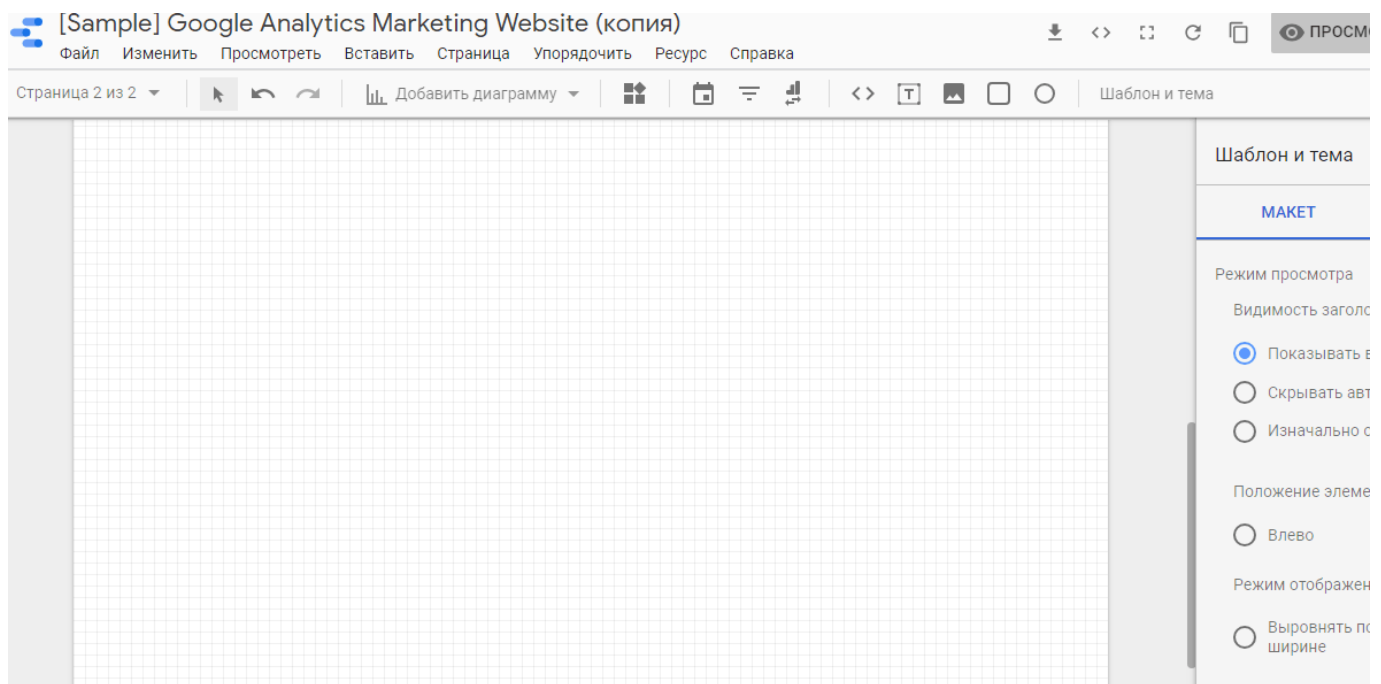 [Sample] Google Analytics Marketing Website (копия)
ПРОСМ
Файл Изменить Просмотреть Вставить Страница Упорядочить Ресурс Справка
Страница 2 из 2 Добавить диаграмму T Шаблон и тема
Шаблон и тема
МАКЕТ
Режим просмотра
Видимость заголо
Показывать в
Скрывать авт
Изначально с
Положение элеме
Влево
Режим отображен
Выровнять по
ширине